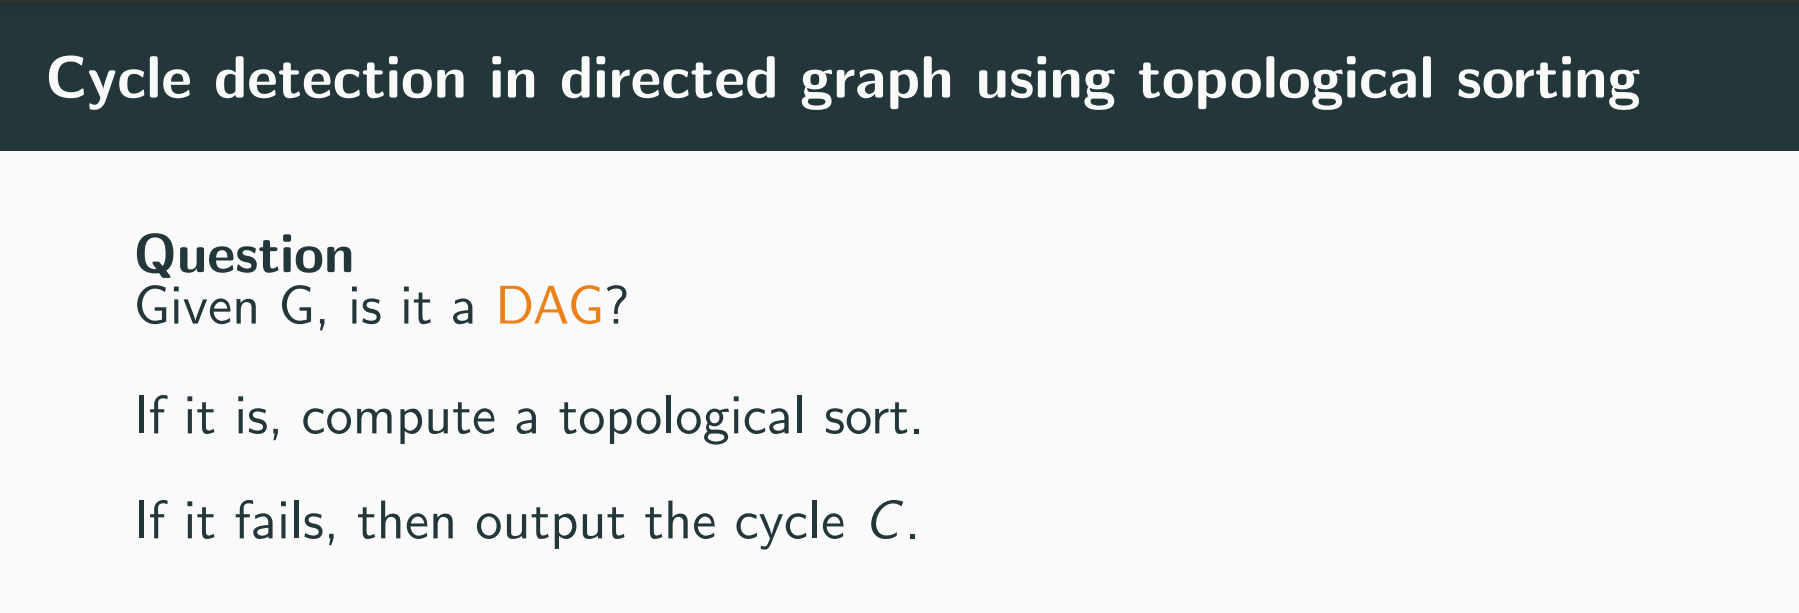 Cycle detection in directed graph using topological sorting
Question
Given G, is it a DAG?
If it is, compute a topological sort.
If it fails, then output the cycle C.